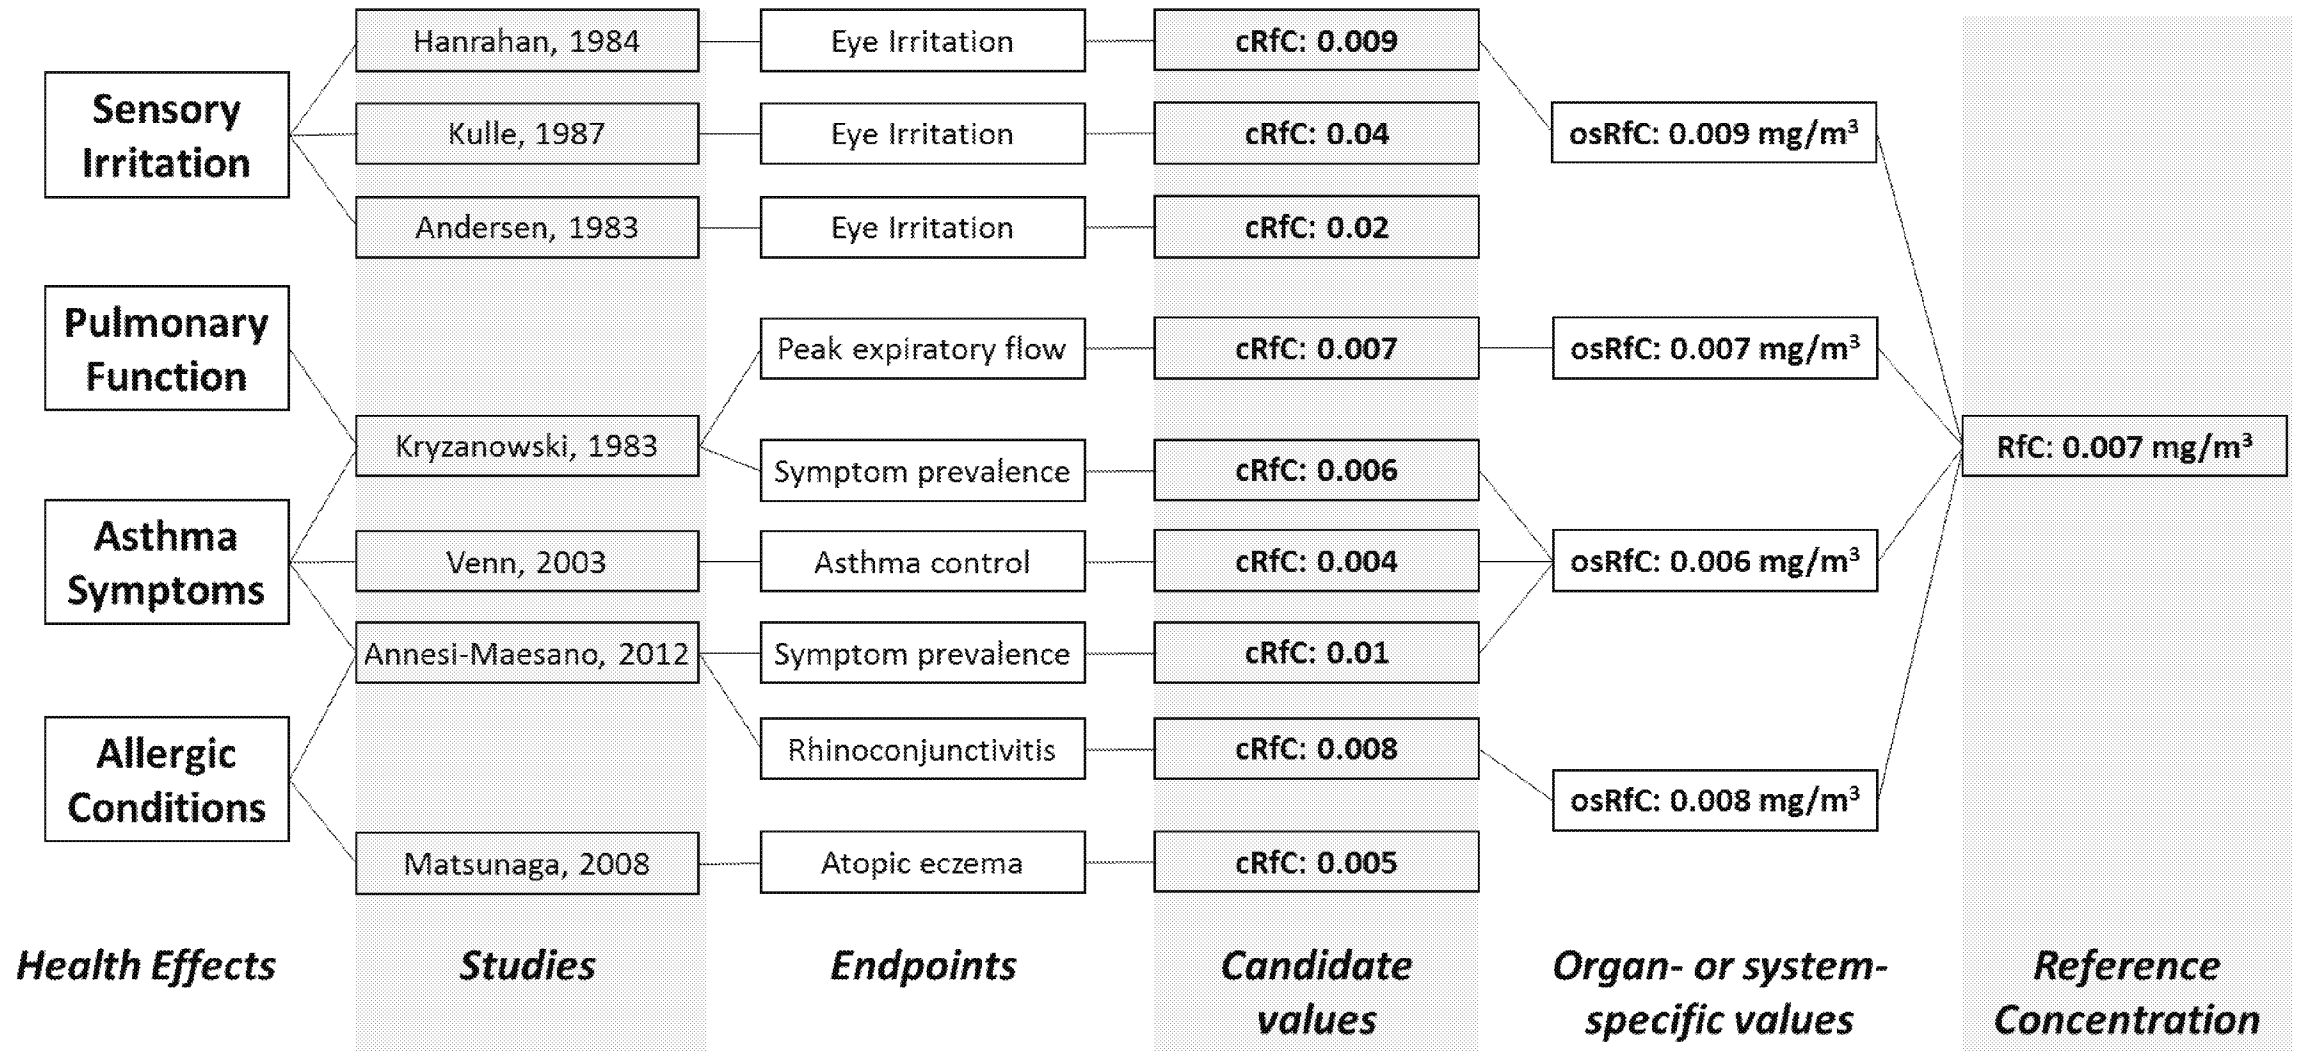 Hanrahan, 1984
Eye Irritation
cRfC: 0.009
Sensory
Irritation
Kulle, 1987
Eye Irritation
cRfC: 0.04
osRfC: 0.009 mg/m³
Andersen, 1983
Eye Irritation
cRfC: 0.02
Pulmonary
Function
Peak expiratory flow
cRfC: 0.007
osRfC: 0.007 mg/m³
Kryzanowski, 1983
RfC: 0.007 mg/m³
Symptom prevalence
cRfC: 0.006
Asthma
Symptoms
Venn, 2003
Asthma control
cRfC: 0.004
osRfC: 0.006 mg/m³
Annesi-Maesano, 2012
Symptom prevalence
cRfC: 0.01
Allergic
Conditions
Rhinoconjunctivitis
cRfC: 0.008
osRfC: 0.008 mg/m³
Matsunaga, 2008
Atopic eczema
cRfC: 0.005
Health Effects
Studies
Endpoints
Candidate
values
Organ- or system-
specific values
Reference
Concentration